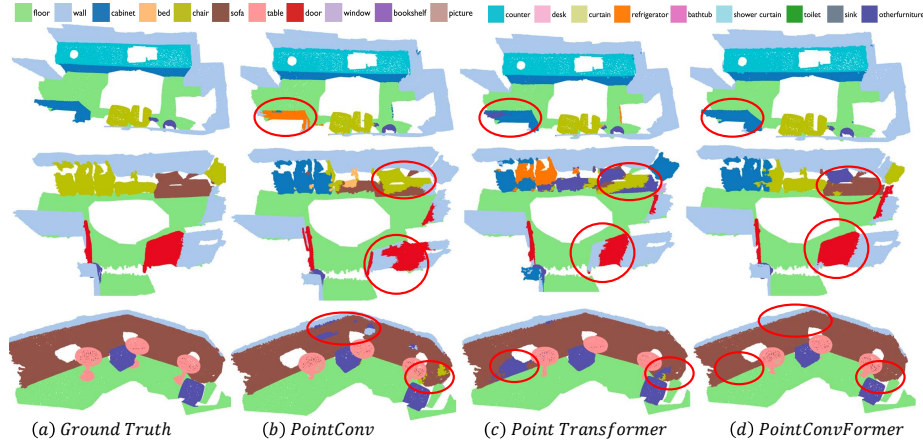 floor wall cabinet bed chair sofa table door window bookshelf picture counter desk curtain refrigerator bathtub shower curtain toilet sink otherfurniture
(a) Ground Truth (b) PointConv (c) Point Transformer (d) PointConvFormer